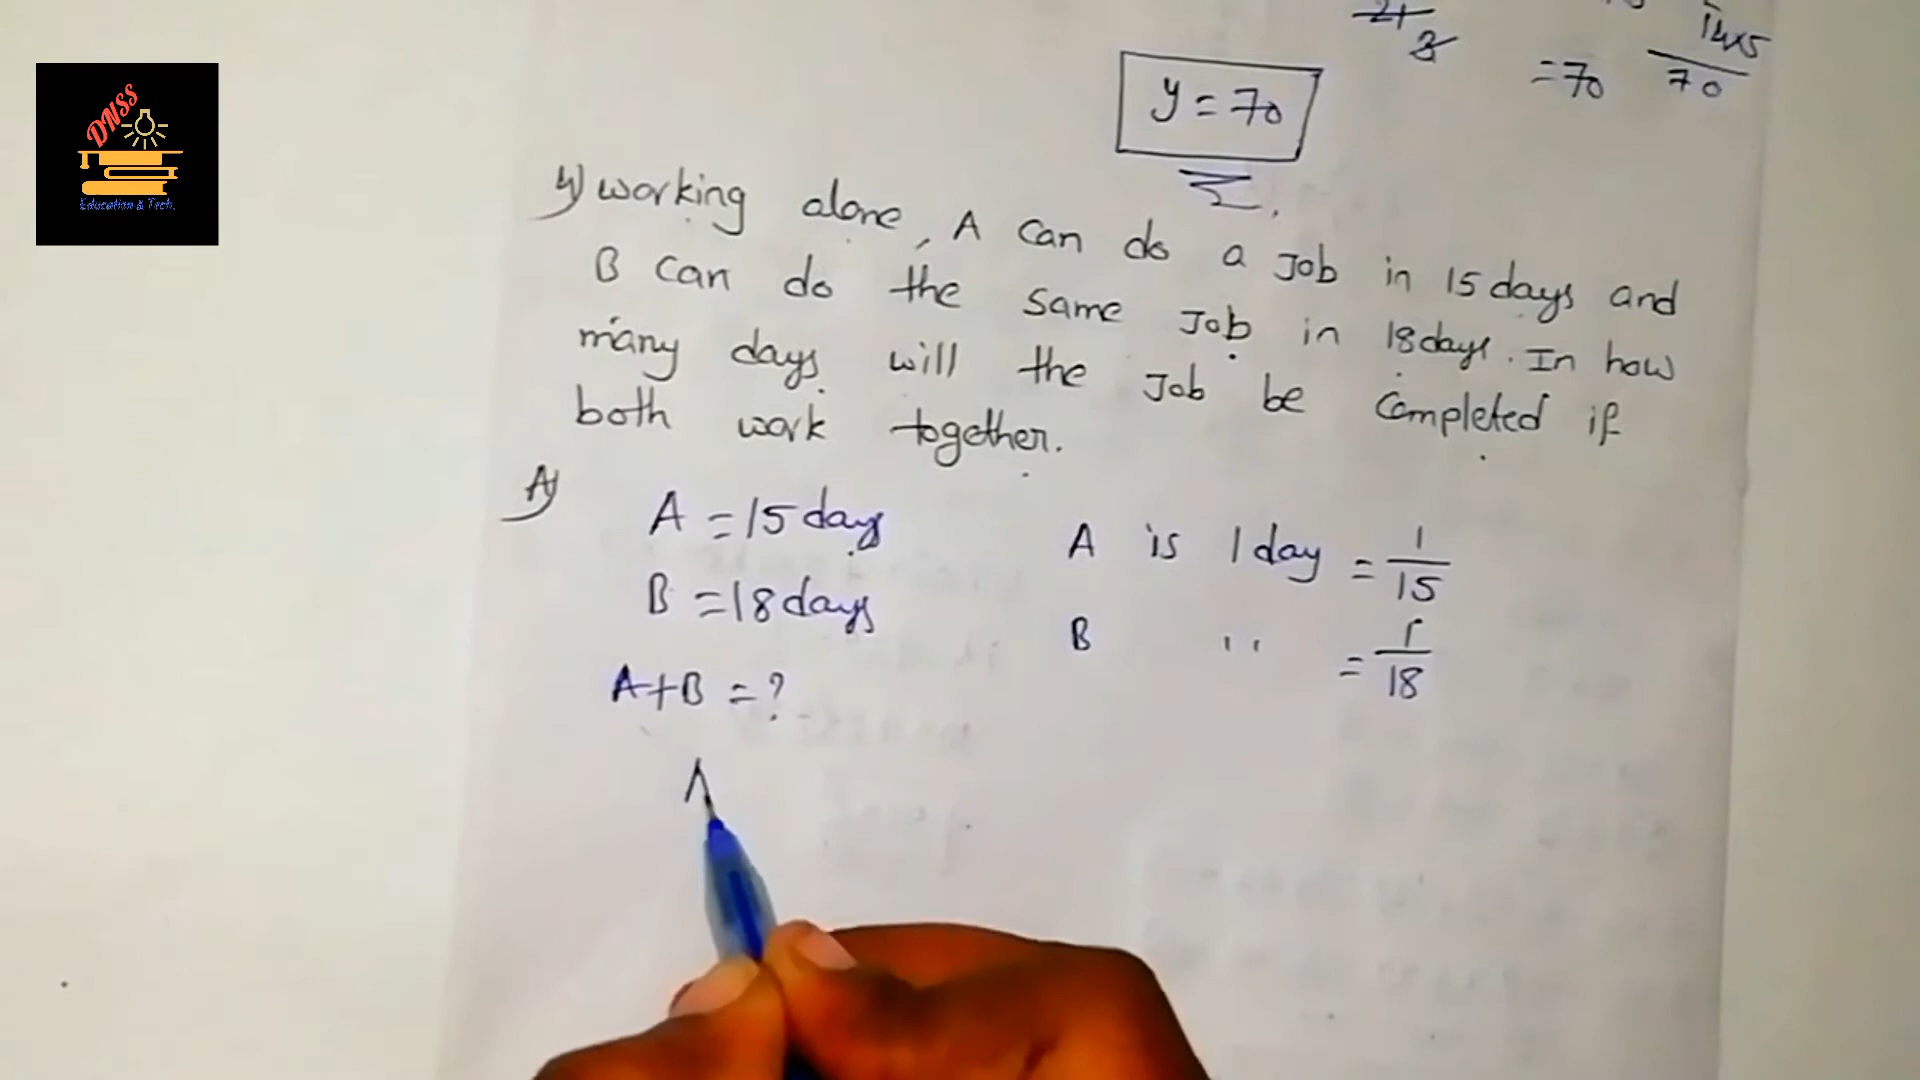 DNSS
Education & Tech.
14x5
= 70
70
y = 70
4) working alone, A can do a Job in 15 days and
B can do the same Job in 18 days. In how
many days will the Job be completed if
both work together.
A)
A = 15 days
B = 18 days
A+B = ?
A is 1 day = 1/15
B " = 1/18